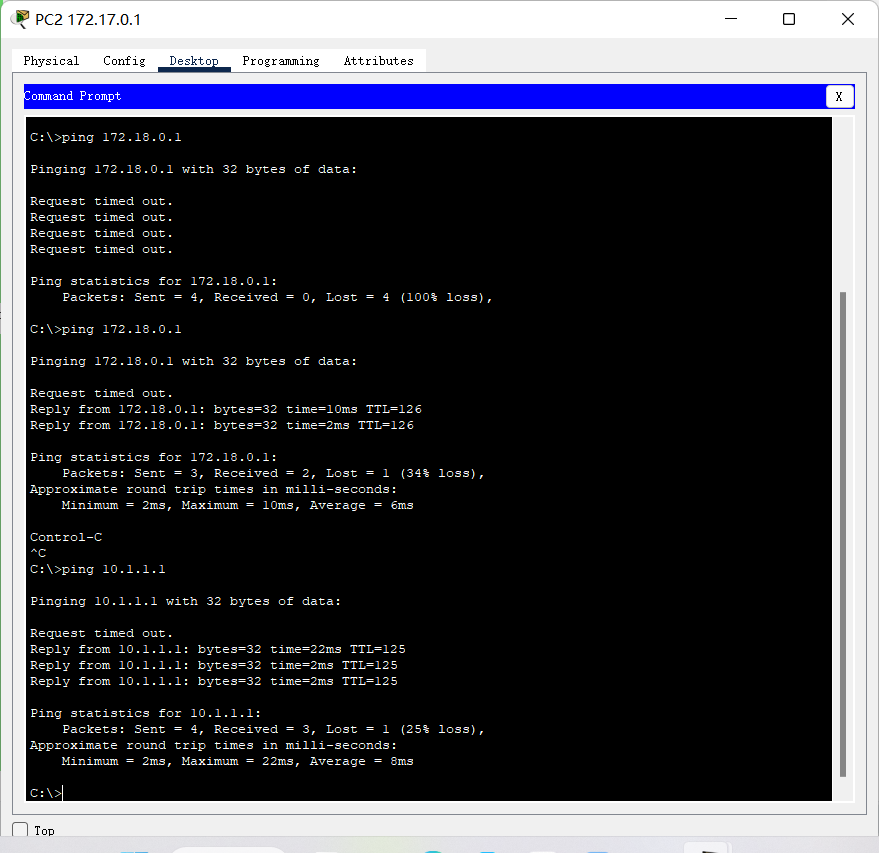 PC2 172.17.0.1
Physical Config Desktop Programming Attributes
Command Prompt X
C:\>ping 172.18.0.1
Pinging 172.18.0.1 with 32 bytes of data:
Request timed out.
Request timed out.
Request timed out.
Request timed out.
Ping statistics for 172.18.0.1:
Packets: Sent = 4, Received = 0, Lost = 4 (100% loss),
C:\>ping 172.18.0.1
Pinging 172.18.0.1 with 32 bytes of data:
Request timed out.
Reply from 172.18.0.1: bytes=32 time=10ms TTL=126
Reply from 172.18.0.1: bytes=32 time=2ms TTL=126
Ping statistics for 172.18.0.1:
Packets: Sent = 3, Received = 2, Lost = 1 (34% loss),
Approximate round trip times in milli-seconds:
Minimum = 2ms, Maximum = 10ms, Average = 6ms
Control-C
^C
C:\>ping 10.1.1.1
Pinging 10.1.1.1 with 32 bytes of data:
Request timed out.
Reply from 10.1.1.1: bytes=32 time=22ms TTL=125
Reply from 10.1.1.1: bytes=32 time=2ms TTL=125
Reply from 10.1.1.1: bytes=32 time=2ms TTL=125
Ping statistics for 10.1.1.1:
Packets: Sent = 4, Received = 3, Lost = 1 (25% loss),
Approximate round trip times in milli-seconds:
Minimum = 2ms, Maximum = 22ms, Average = 8ms
C:\>
Top